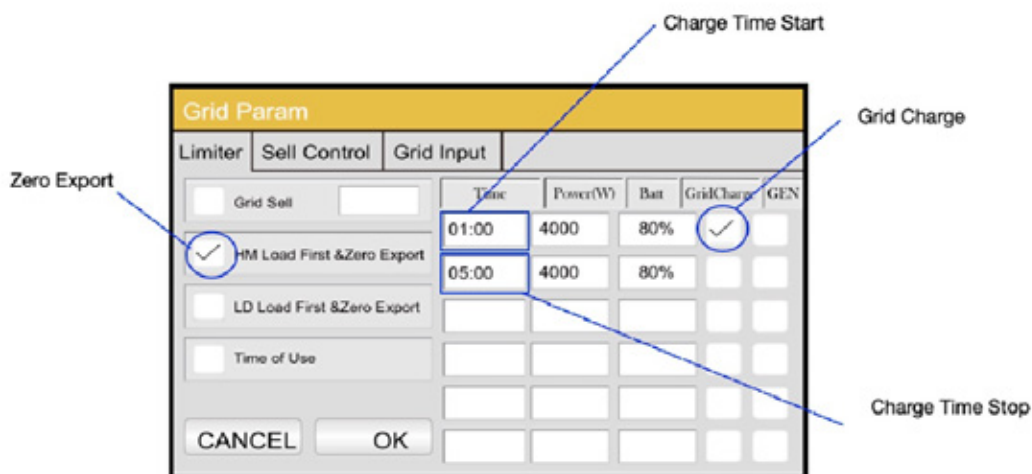 Charge Time Start
Grid Param
Grid Charge
Limiter Sell Control Grid Input
Zero Export
Time Power(W) Batt GridCharge GEN
Grid Sell
01:00 4000 80%
HM Load First &Zero Export
05:00 4000 80%
LD Load First &Zero Export
Time of Use
Charge Time Stop
CANCEL OK